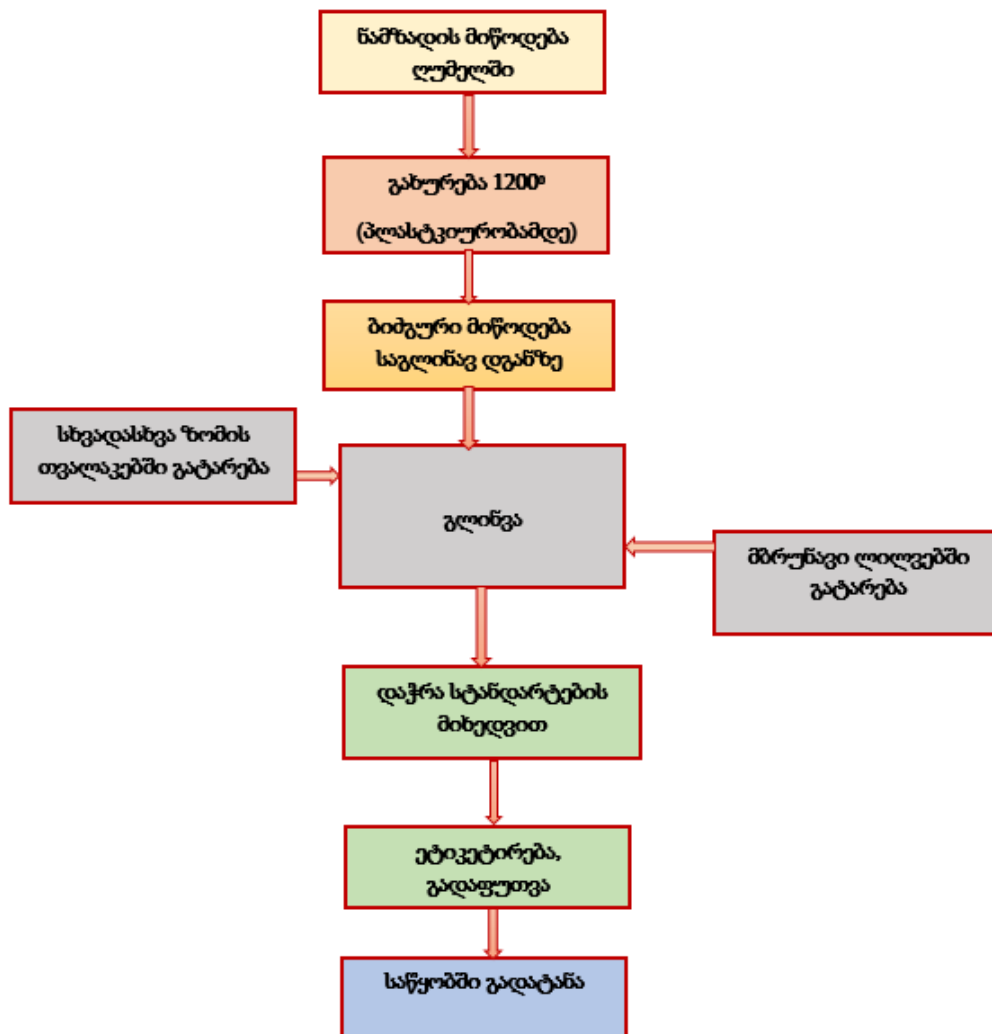 ნამზადის მიწოდება
ღუმელში
გახურება 1200º
(პლასტკიურობამდე)
ბიძგური მიწოდება
საგლინავ დგანზე
სხვადასხვა ზომის
თვალაკებში გატარება
გლინვა
მბრუნავი ლილვებში
გატარება
დაჭრა სტანდარტების
მიხედვით
ეტიკეტირება,
გადაფუთვა
საწყობში გადატანა